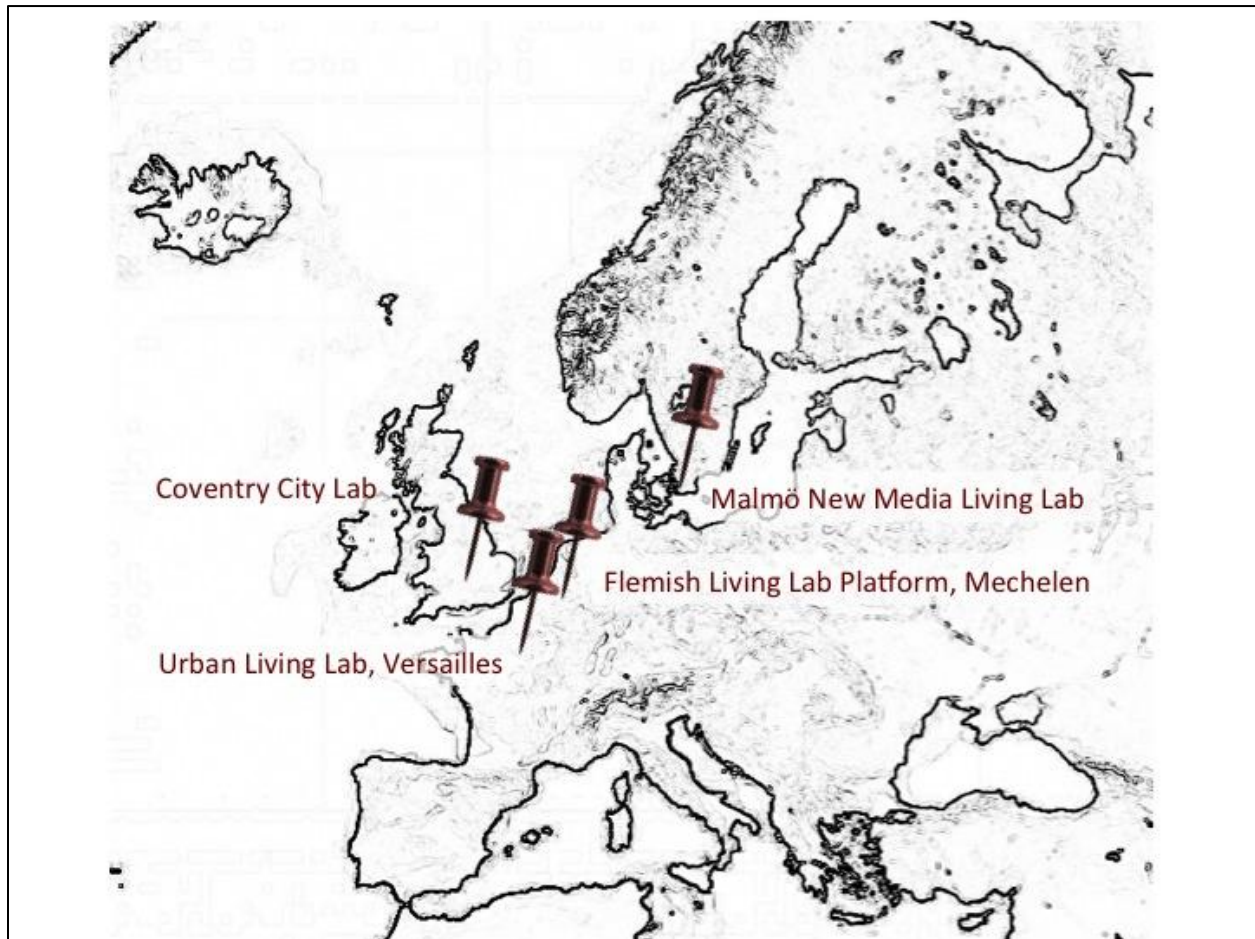 Coventry City Lab
Malmö New Media Living Lab
Flemish Living Lab Platform, Mechelen
Urban Living Lab, Versailles